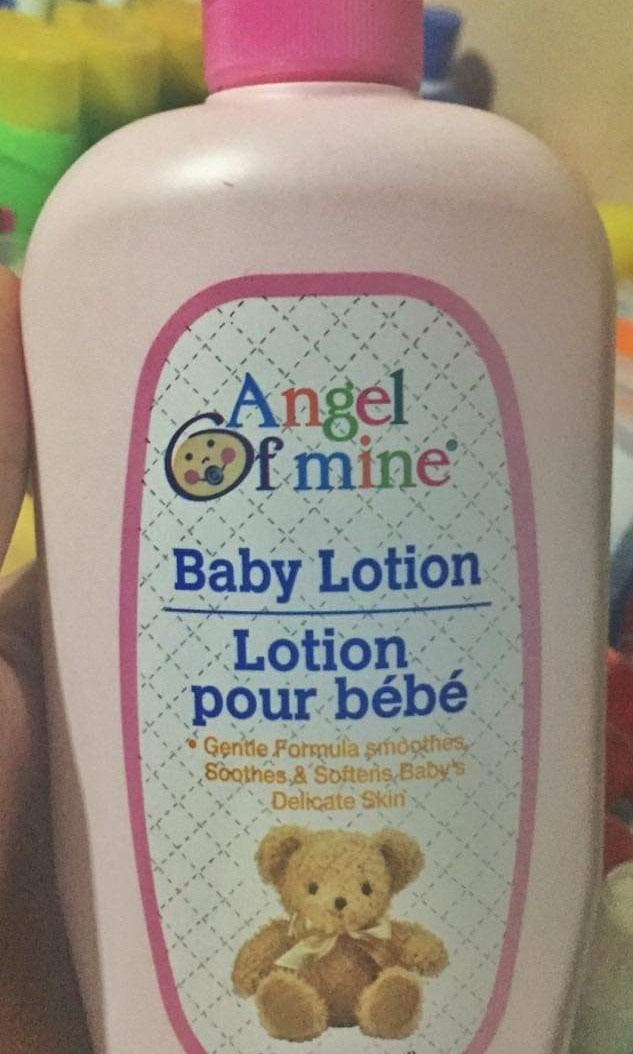 Angel
Of mine®
Baby Lotion
Lotion
pour bébé
• Gentle Formula smoothes,
Soothes & Softens Baby's
Delicate Skin